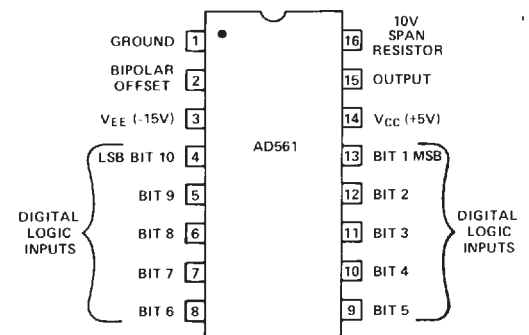 10V
SPAN
RESISTOR
GROUND 1
16
BIPOLAR
OFFSET
2
15 OUTPUT
VEE (-15V) 3
14 VCC (+5V)
AD561
LSB BIT 10 4
13 BIT 1 MSB
BIT 9 5
12 BIT 2
DIGITAL
LOGIC
INPUTS
BIT 8 6
11 BIT 3
DIGITAL
LOGIC
INPUTS
BIT 7 7
10 BIT 4
BIT 6 8
9 BIT 5